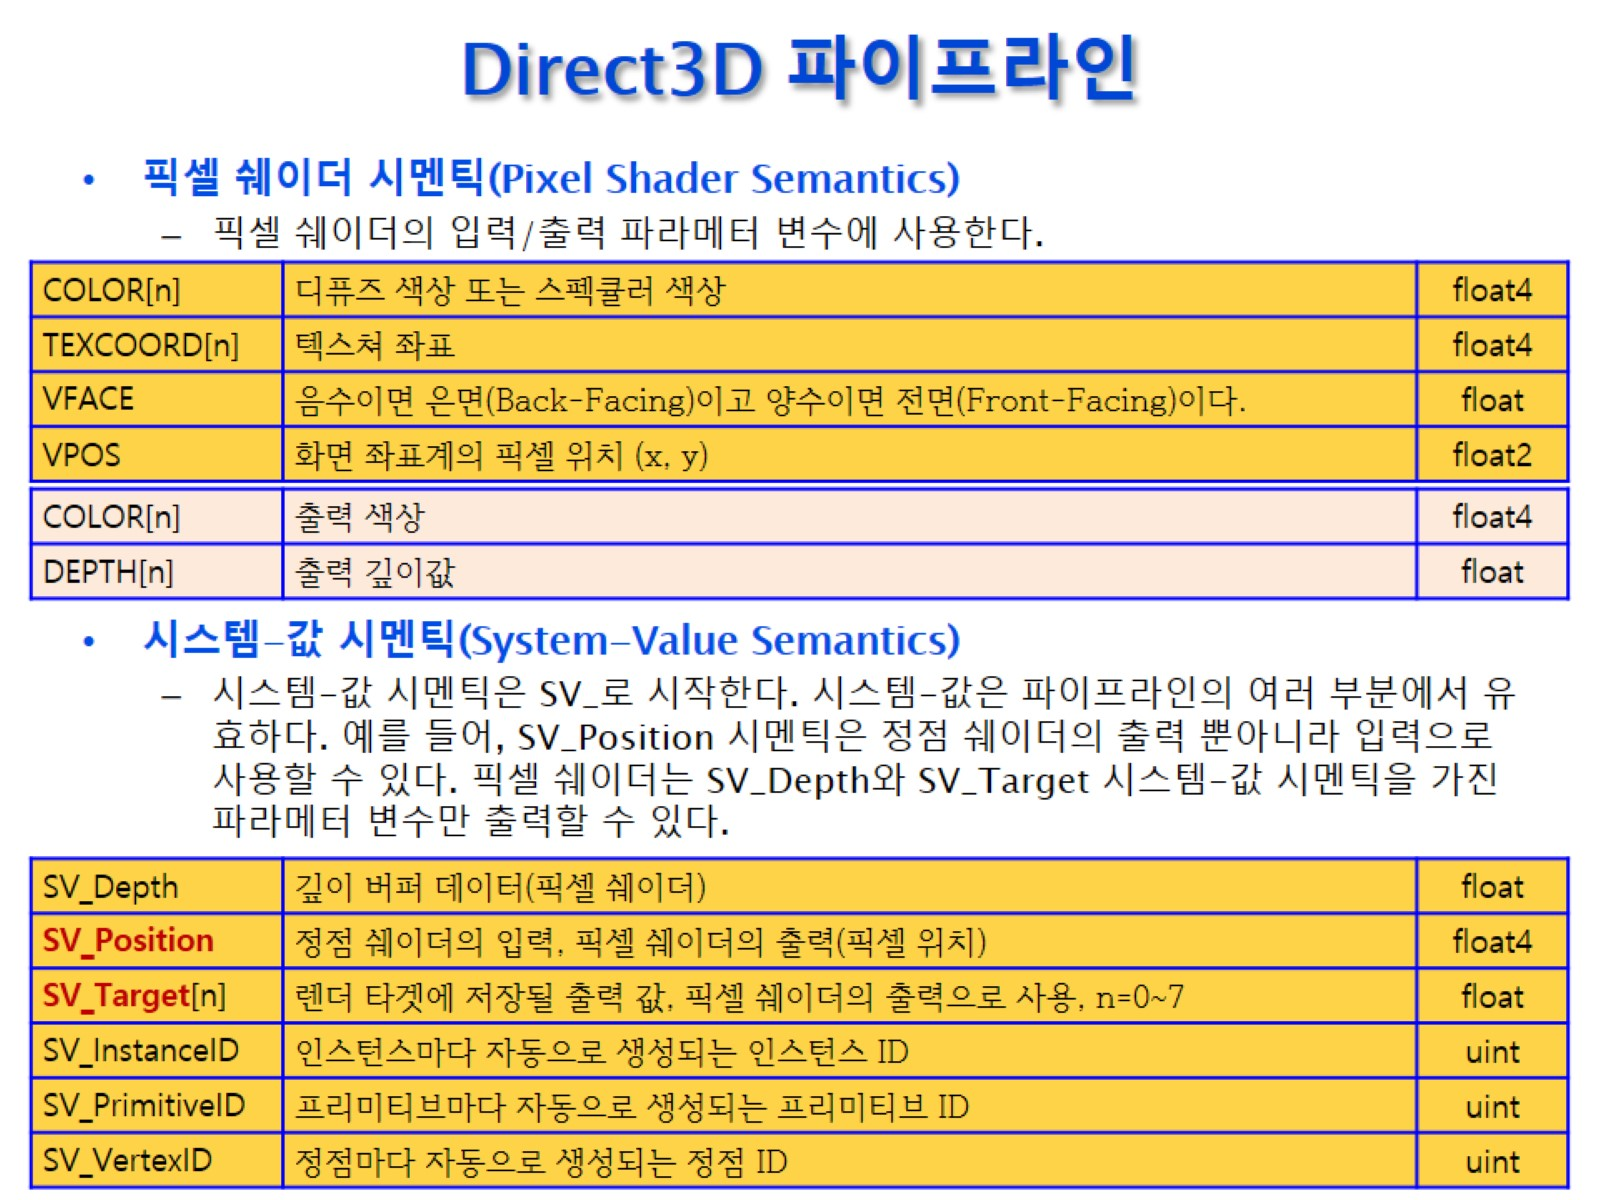 Direct3D 파이프라인
• 픽셀 쉐이더 시멘틱(Pixel Shader Semantics)
– 픽셀 쉐이더의 입력/출력 파라메터 변수에 사용한다.
COLOR[n] 디퓨즈 색상 또는 스펙큘러 색상 float4
TEXCOORD[n] 텍스쳐 좌표 float4
VFACE 음수이면 은면(Back-Facing)이고 양수이면 전면(Front-Facing)이다. float
VPOS 화면 좌표계의 픽셀 위치 (x, y) float2
COLOR[n] 출력 색상 float4
DEPTH[n] 출력 깊이값 float
• 시스템-값 시멘틱(System-Value Semantics)
– 시스템-값 시멘틱은 SV_로 시작한다. 시스템-값은 파이프라인의 여러 부분에서 유
효하다. 예를 들어, SV_Position 시멘틱은 정점 쉐이더의 출력 뿐아니라 입력으로
사용할 수 있다. 픽셀 쉐이더는 SV_Depth와 SV_Target 시스템-값 시멘틱을 가진
파라메터 변수만 출력할 수 있다.
SV_Depth 깊이 버퍼 데이터(픽셀 쉐이더) float
SV_Position 정점 쉐이더의 입력, 픽셀 쉐이더의 출력(픽셀 위치) float4
SV_Target[n] 렌더 타겟에 저장될 출력 값, 픽셀 쉐이더의 출력으로 사용, n=0~7 float
SV_InstanceID 인스턴스마다 자동으로 생성되는 인스턴스 ID uint
SV_PrimitiveID 프리미티브마다 자동으로 생성되는 프리미티브 ID uint
SV_VertexID 정점마다 자동으로 생성되는 정점 ID uint